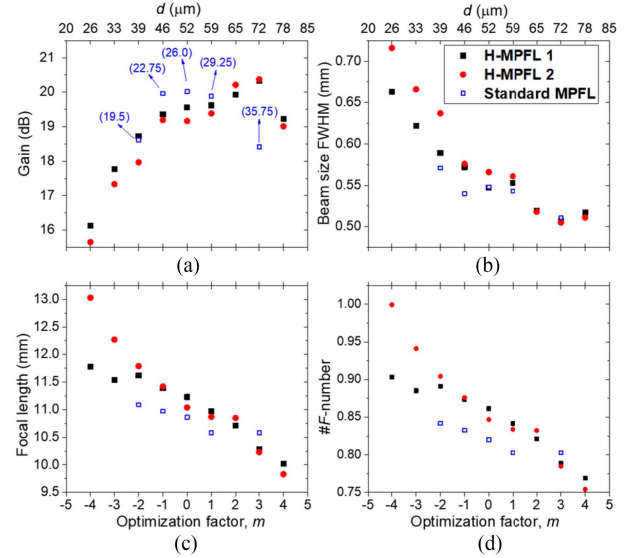 d (μm)
20 26 33 39 46 52 59 65 72 78 85
21
20
19
18
17
16
Gain (dB)
(19.5)
(22.75)
(26.0)
(29.25)
(35.75)
(a)
d (μm)
20 26 33 39 46 52 59 65 72 78 85
0.70
0.65
0.60
0.55
0.50
Beam size FWHM (mm)
H-MPFL 1
H-MPFL 2
Standard MPFL
(b)
13.0
12.5
12.0
11.5
11.0
10.5
10.0
9.5
Focal length (mm)
-5 -4 -3 -2 -1 0 1 2 3 4 5
Optimization factor, m
(c)
1.00
0.95
0.90
0.85
0.80
0.75
#F-number
-5 -4 -3 -2 -1 0 1 2 3 4 5
Optimization factor, m
(d)